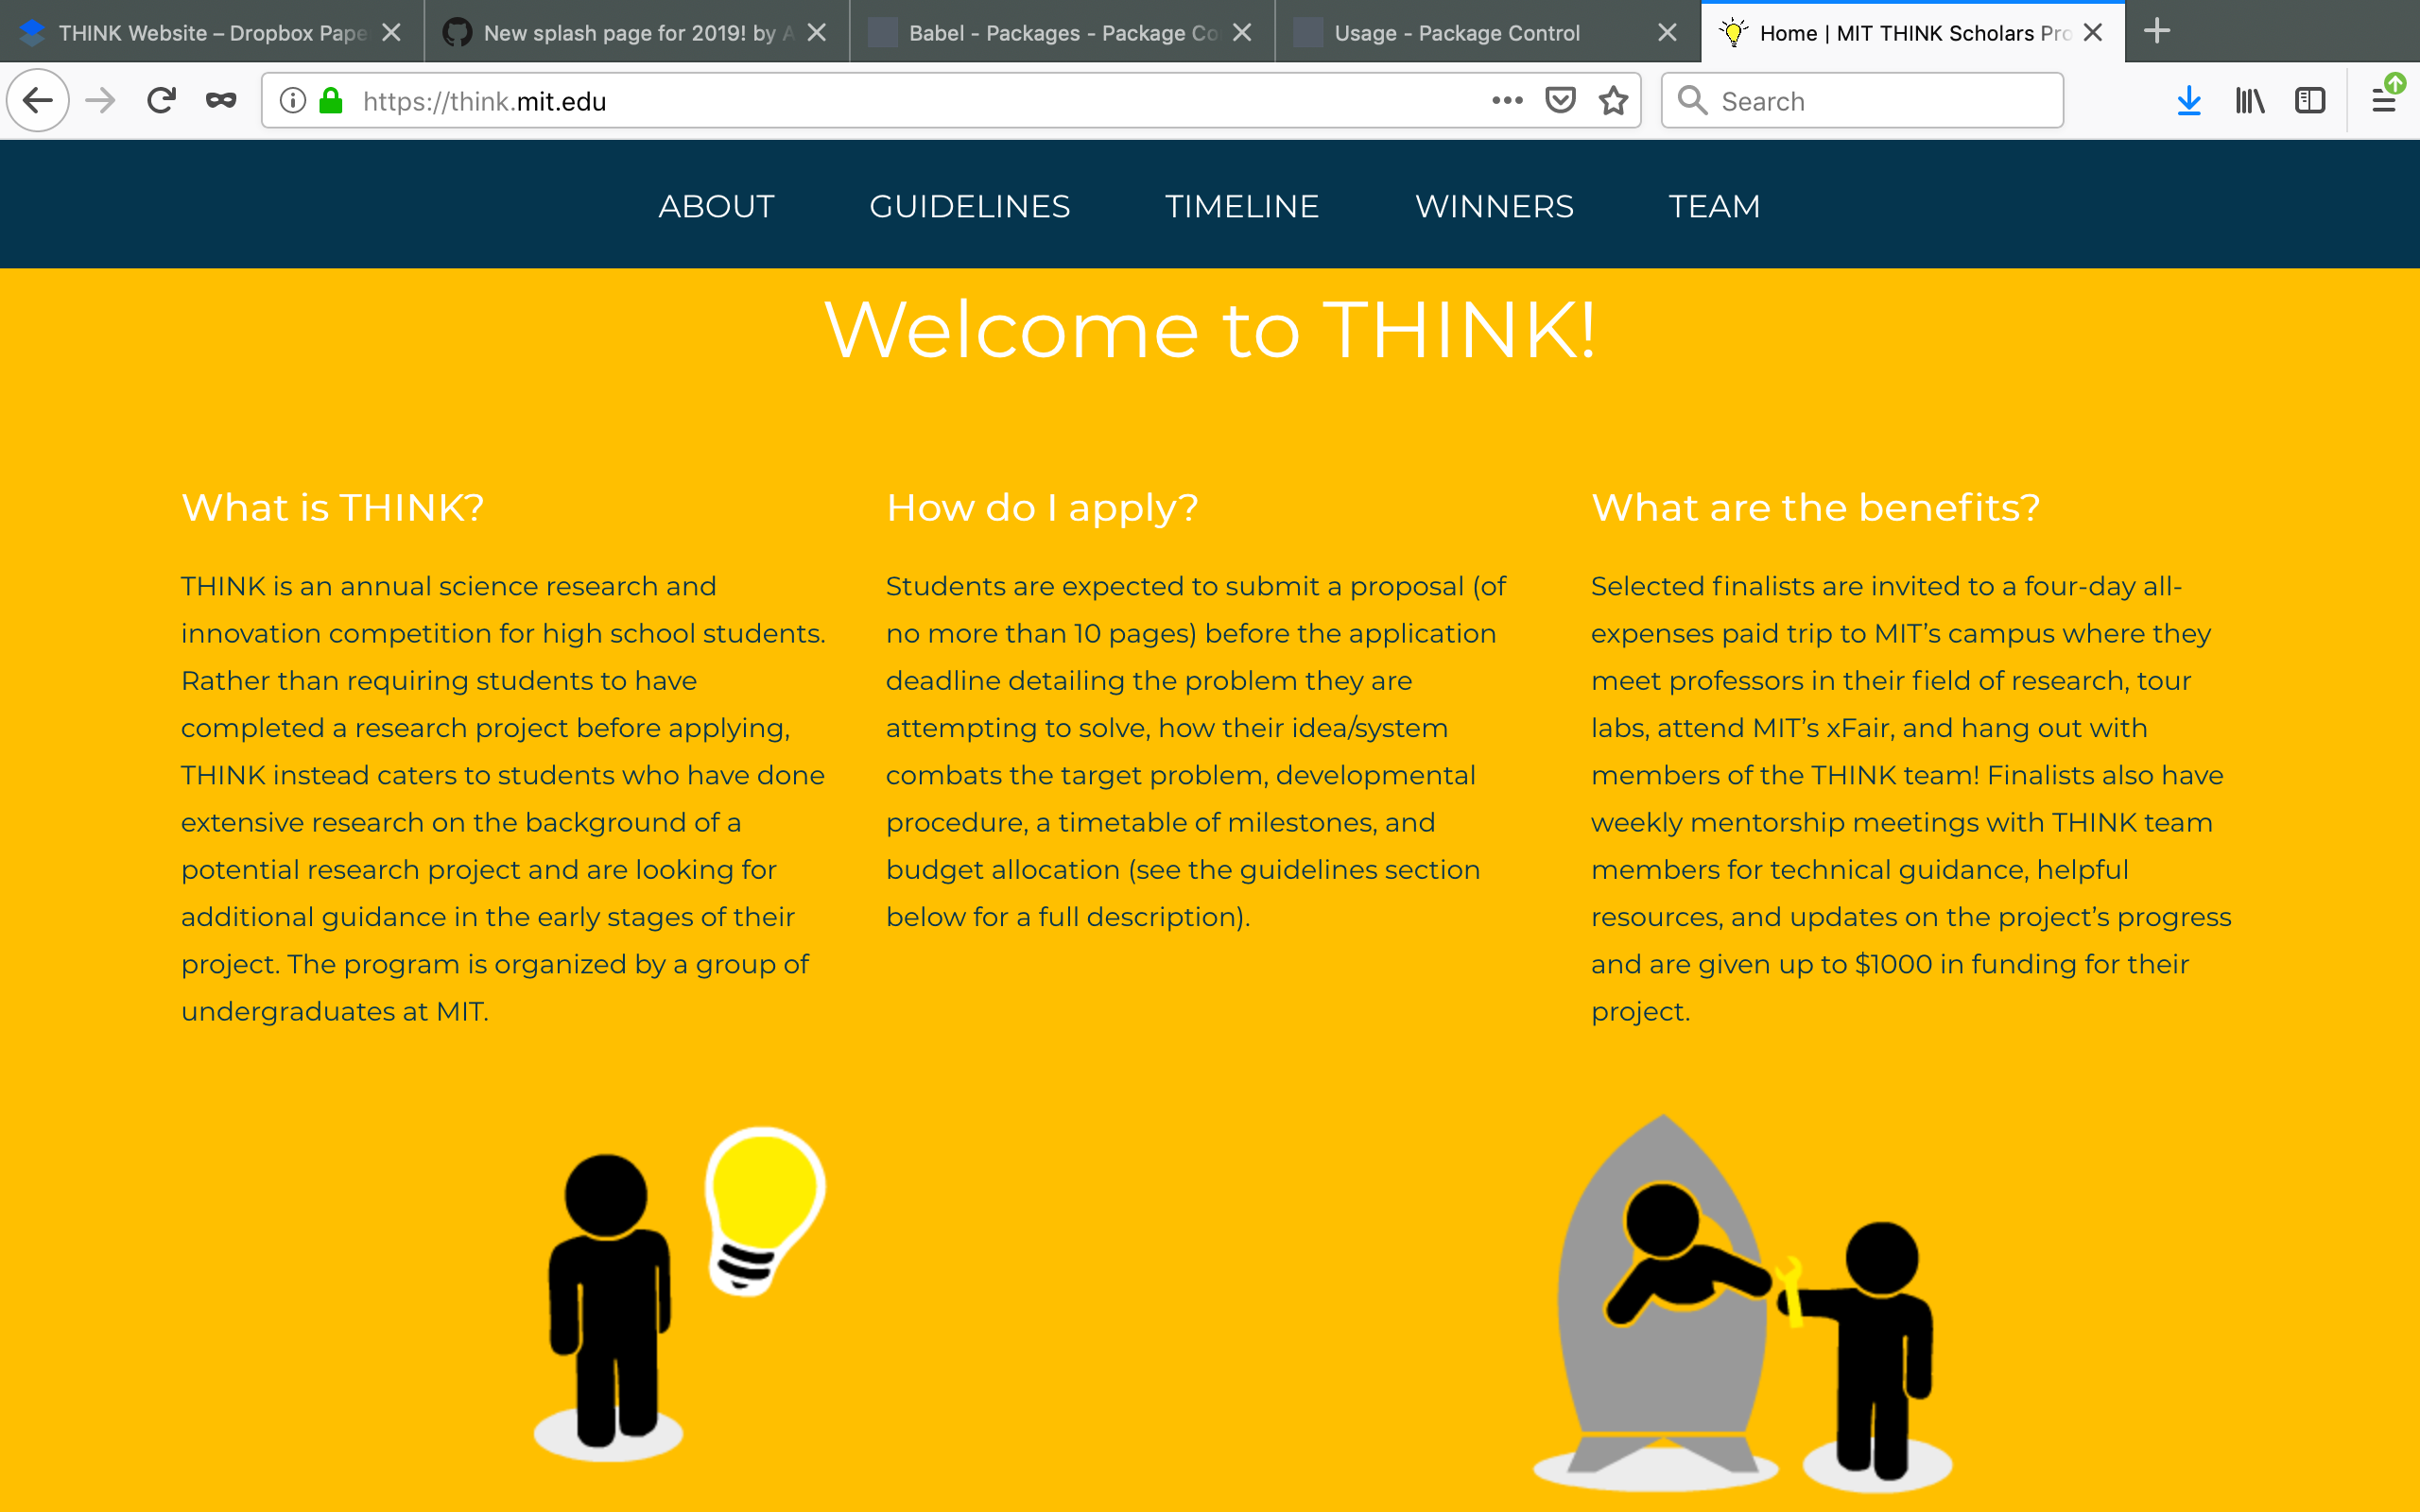 THINK Website – Dropbox Pape
New splash page for 2019! by A
Babel - Packages - Package Co
Usage - Package Control
Home | MIT THINK Scholars Pro
https://think.mit.edu
Search
ABOUT
GUIDELINES
TIMELINE
WINNERS
TEAM
Welcome to THINK!
What is THINK?
THINK is an annual science research and
innovation competition for high school students.
Rather than requiring students to have
completed a research project before applying,
THINK instead caters to students who have done
extensive research on the background of a
potential research project and are looking for
additional guidance in the early stages of their
project. The program is organized by a group of
undergraduates at MIT.
How do I apply?
Students are expected to submit a proposal (of
no more than 10 pages) before the application
deadline detailing the problem they are
attempting to solve, how their idea/system
combats the target problem, developmental
procedure, a timetable of milestones, and
budget allocation (see the guidelines section
below for a full description).
What are the benefits?
Selected finalists are invited to a four-day all-
expenses paid trip to MIT’s campus where they
meet professors in their field of research, tour
labs, attend MIT’s xFair, and hang out with
members of the THINK team! Finalists also have
weekly mentorship meetings with THINK team
members for technical guidance, helpful
resources, and updates on the project’s progress
and are given up to $1000 in funding for their
project.